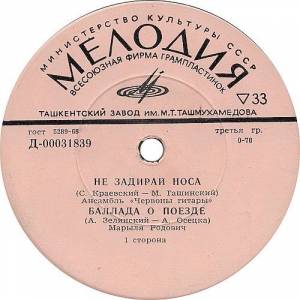 МИНИСТЕРСТВО КУЛЬТУРЫ СССР
МЕЛОДИЯ
ВСЕСОЮЗНАЯ ФИРМА ГРАМПЛАСТИНОК
▽33
ТАШКЕНТСКИЙ ЗАВОД ИМ. М.Т. ТАШМУХАМЕДОВА
гост 5289-68
третья гр.
Д-00031839
0-70
НЕ ЗАДИРАЙ НОСА
(С. Краевский — М. Гашинский)
Ансамбль «Червоны гитары»
БАЛЛАДА О ПОЕЗДЕ
(А. Зелинский — А. Осецка)
Марыля Родович
1 сторона